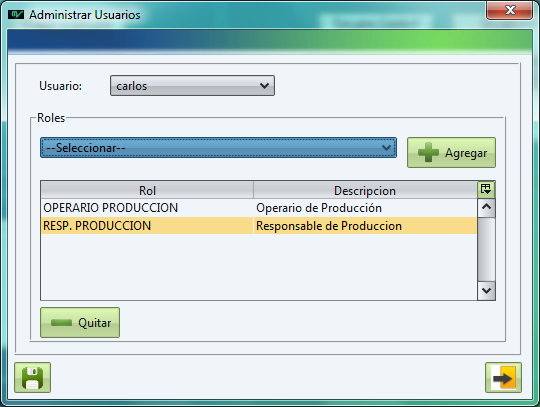 Administrar Usuarios
Usuario: carlos
Roles
--Seleccionar-- Agregar
Rol Descripcion
OPERARIO PRODUCCION Operario de Producción
RESP. PRODUCCION Responsable de Produccion
Quitar